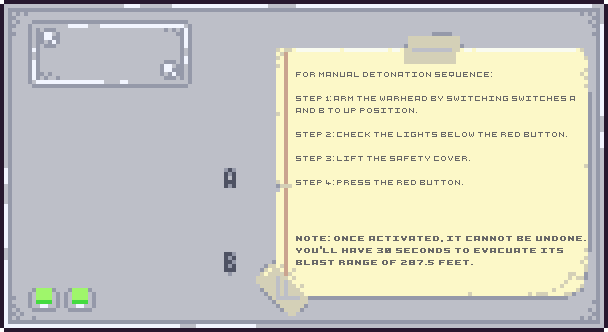 FOR MANUAL DETONATION SEQUENCE:
STEP 1: ARM THE WARHEAD BY SWITCHING SWITCHES A
AND B TO UP POSITION.
STEP 2: CHECK THE LIGHTS BELOW THE RED BUTTON.
STEP 3: LIFT THE SAFETY COVER.
STEP 4: PRESS THE RED BUTTON.
A
NOTE: ONCE ACTIVATED, IT CANNOT BE UNDONE.
YOU'LL HAVE 30 SECONDS TO EVACUATE ITS
BLAST RANGE OF 287.5 FEET.
B